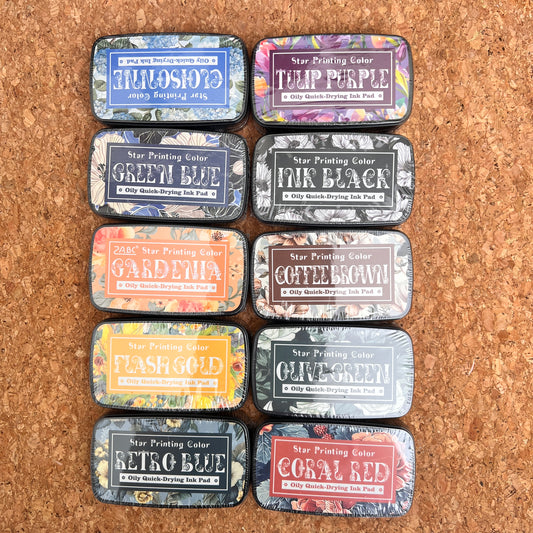 Star Printing Color
CLOISONNE
Oily Quick-Drying Ink Pad
Star Printing Color
TULIP PURPLE
Oily Quick-Drying Ink Pad
Star Printing Color
GREEN BLUE
Oily Quick-Drying Ink Pad
Star Printing Color
INK BLACK
Oily Quick-Drying Ink Pad
Star Printing Color
GARDENIA
Oily Quick-Drying Ink Pad
Star Printing Color
COFFEE BROWN
Oily Quick-Drying Ink Pad
Star Printing Color
FLASH GOLD
Oily Quick-Drying Ink Pad
Star Printing Color
OLIVE GREEN
Oily Quick-Drying Ink Pad
Star Printing Color
RETRO BLUE
Oily Quick-Drying Ink Pad
Star Printing Color
CORAL RED
Oily Quick-Drying Ink Pad